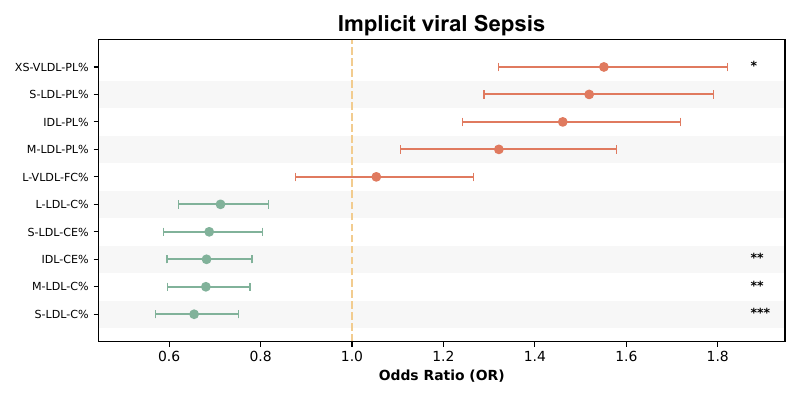 Implicit viral Sepsis
XS-VLDL-PL% *
S-LDL-PL%
IDL-PL%
M-LDL-PL%
L-VLDL-FC%
L-LDL-C%
S-LDL-CE%
IDL-CE% **
M-LDL-C% **
S-LDL-C% ***
0.6 0.8 1.0 1.2 1.4 1.6 1.8
Odds Ratio (OR)